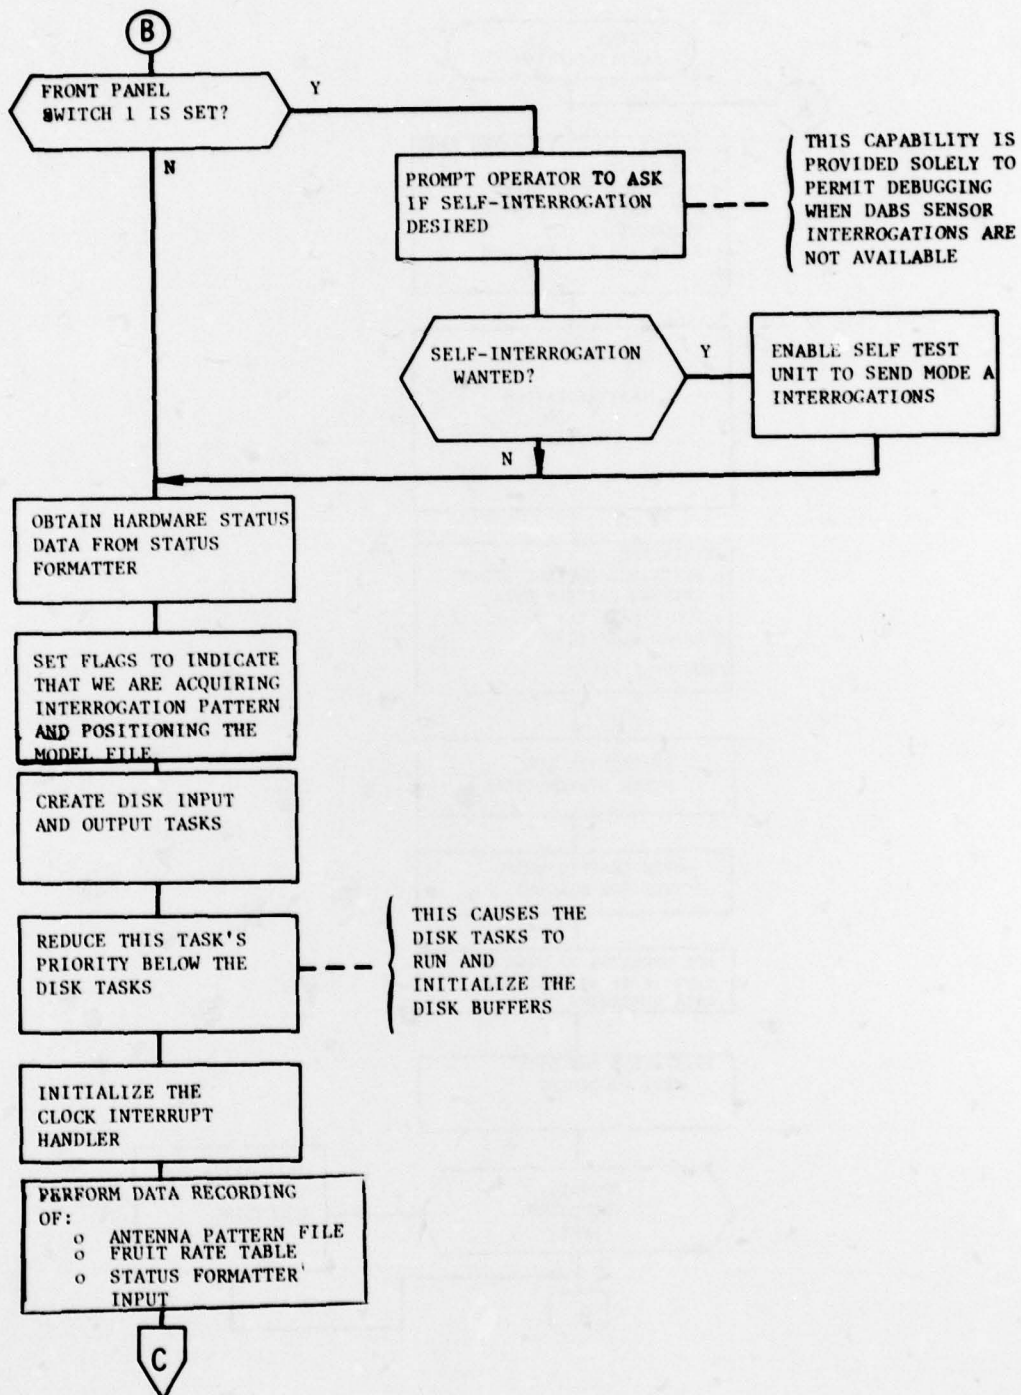 B
FRONT PANEL
SWITCH 1 IS SET?
Y
N
PROMPT OPERATOR TO ASK
IF SELF-INTERROGATION
DESIRED
THIS CAPABILITY IS
PROVIDED SOLELY TO
PERMIT DEBUGGING
WHEN DABS SENSOR
INTERROGATIONS ARE
NOT AVAILABLE
SELF-INTERROGATION
WANTED?
Y
N
ENABLE SELF TEST
UNIT TO SEND MODE A
INTERROGATIONS
OBTAIN HARDWARE STATUS
DATA FROM STATUS
FORMATTER
SET FLAGS TO INDICATE
THAT WE ARE ACQUIRING
INTERROGATION PATTERN
AND POSITIONING THE
MODEL FILE
CREATE DISK INPUT
AND OUTPUT TASKS
REDUCE THIS TASK'S
PRIORITY BELOW THE
DISK TASKS
THIS CAUSES THE
DISK TASKS TO
RUN AND
INITIALIZE THE
DISK BUFFERS
INITIALIZE THE
CLOCK INTERRUPT
HANDLER
PERFORM DATA RECORDING
OF:
o ANTENNA PATTERN FILE
o FRUIT RATE TABLE
o STATUS FORMATTER
INPUT
C